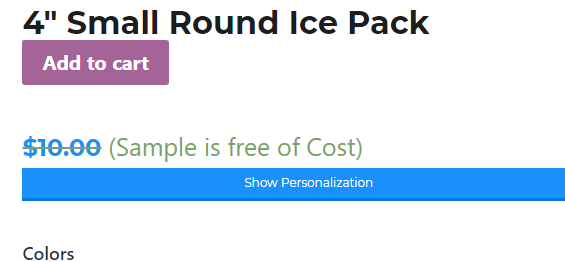 4" Small Round Ice Pack
Add to cart
$10.00 (Sample is free of Cost)
Show Personalization
Colors